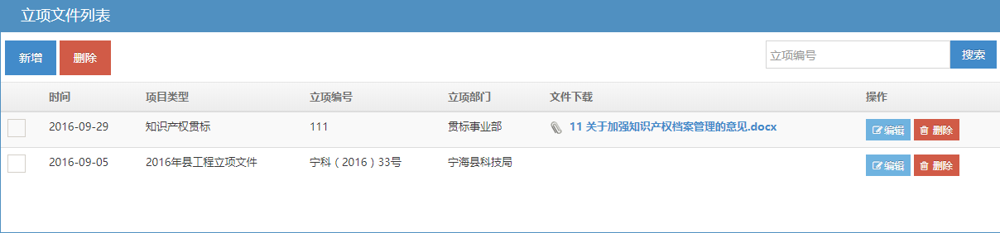 立项文件列表
新增 删除 立项编号 搜索
时间 项目类型 立项编号 立项部门 文件下载 操作
2016-09-29 知识产权贯标 111 贯标事业部 11 关于加强知识产权档案管理的意见.docx 编辑 删除
2016-09-05 2016年县工程立项文件 宁科（2016）33号 宁海县科技局 编辑 删除